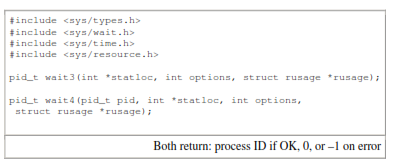 #include <sys/types.h>
#include <sys/wait.h>
#include <sys/time.h>
#include <sys/resource.h>
pid_t wait3(int *statloc, int options, struct rusage *rusage);
pid_t wait4(pid_t pid, int *statloc, int options,
struct rusage *rusage);
Both return: process ID if OK, 0, or –1 on error